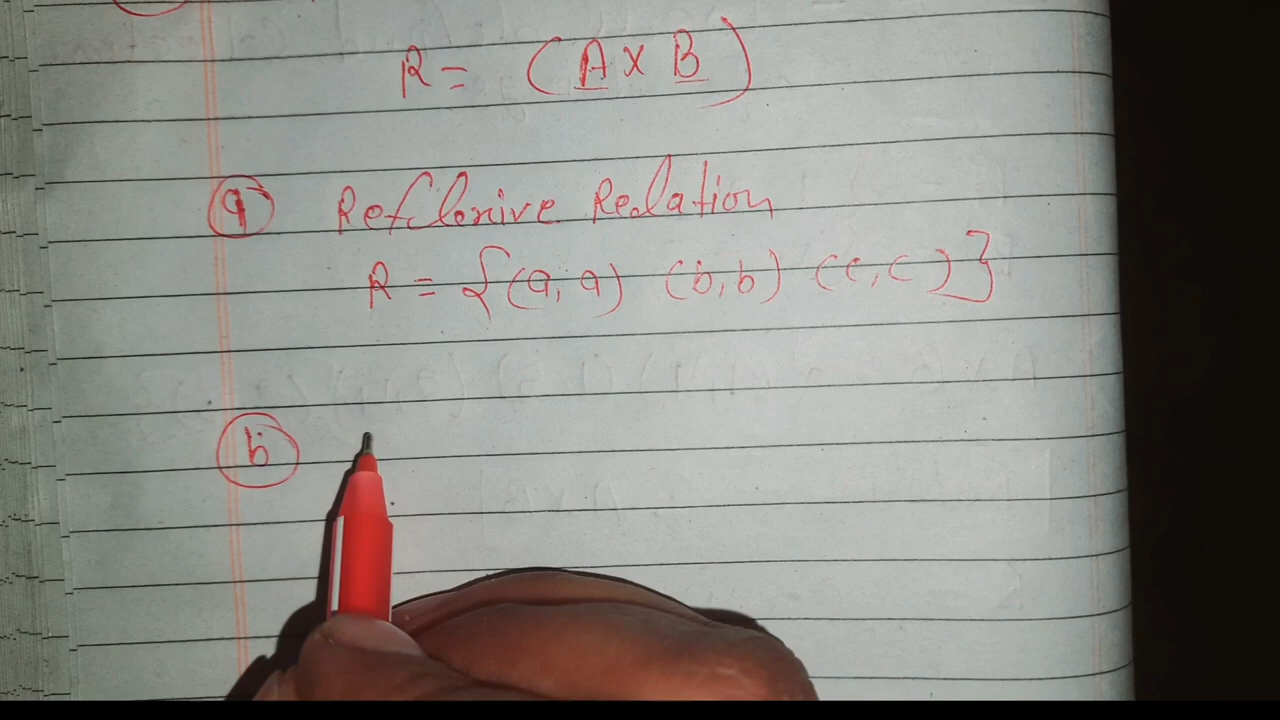 R = (A x B)
a Reflexive Relation
R = {(a, a) (b, b) (c, c)}
b